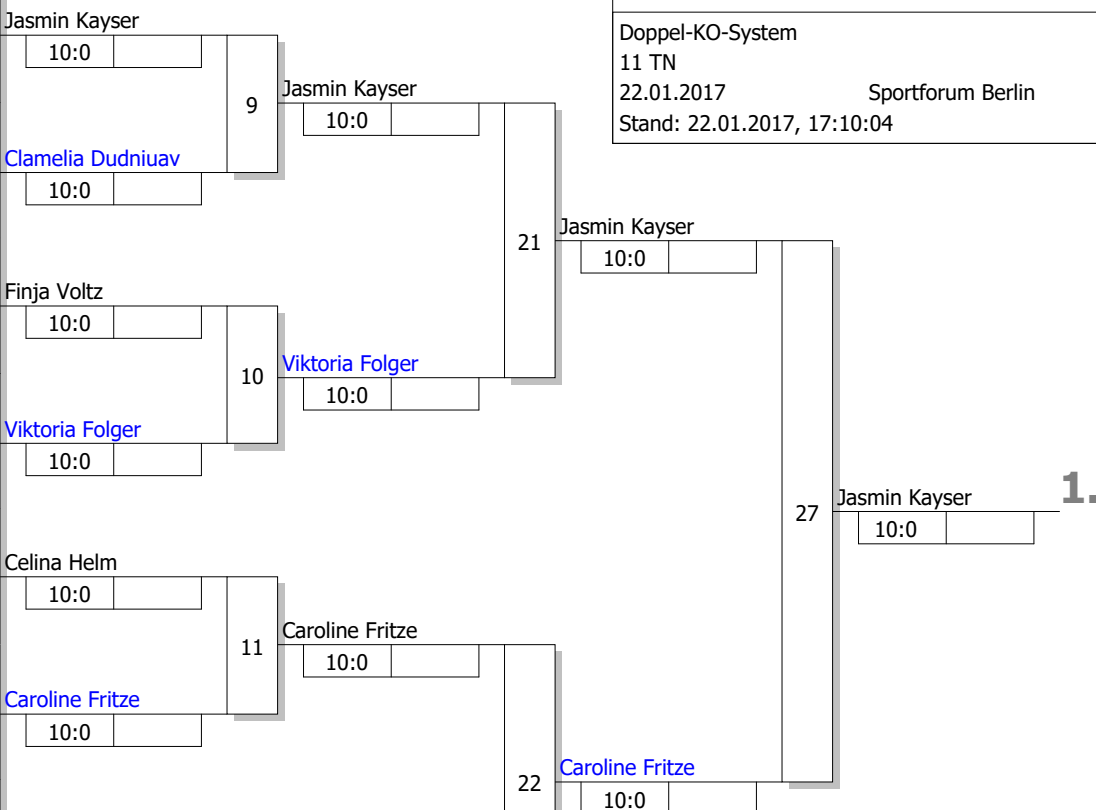 Jasmin Kayser
10:0
Doppel-KO-System
11 TN
22.01.2017 Sportforum Berlin
Stand: 22.01.2017, 17:10:04
9
Jasmin Kayser
10:0
Clamelia Dudniuav
10:0
21
Jasmin Kayser
10:0
Finja Voltz
10:0
10
Viktoria Folger
10:0
Viktoria Folger
10:0
27
Jasmin Kayser
1.
10:0
Celina Helm
10:0
11
Caroline Fritze
10:0
Caroline Fritze
10:0
22
Caroline Fritze
10:0